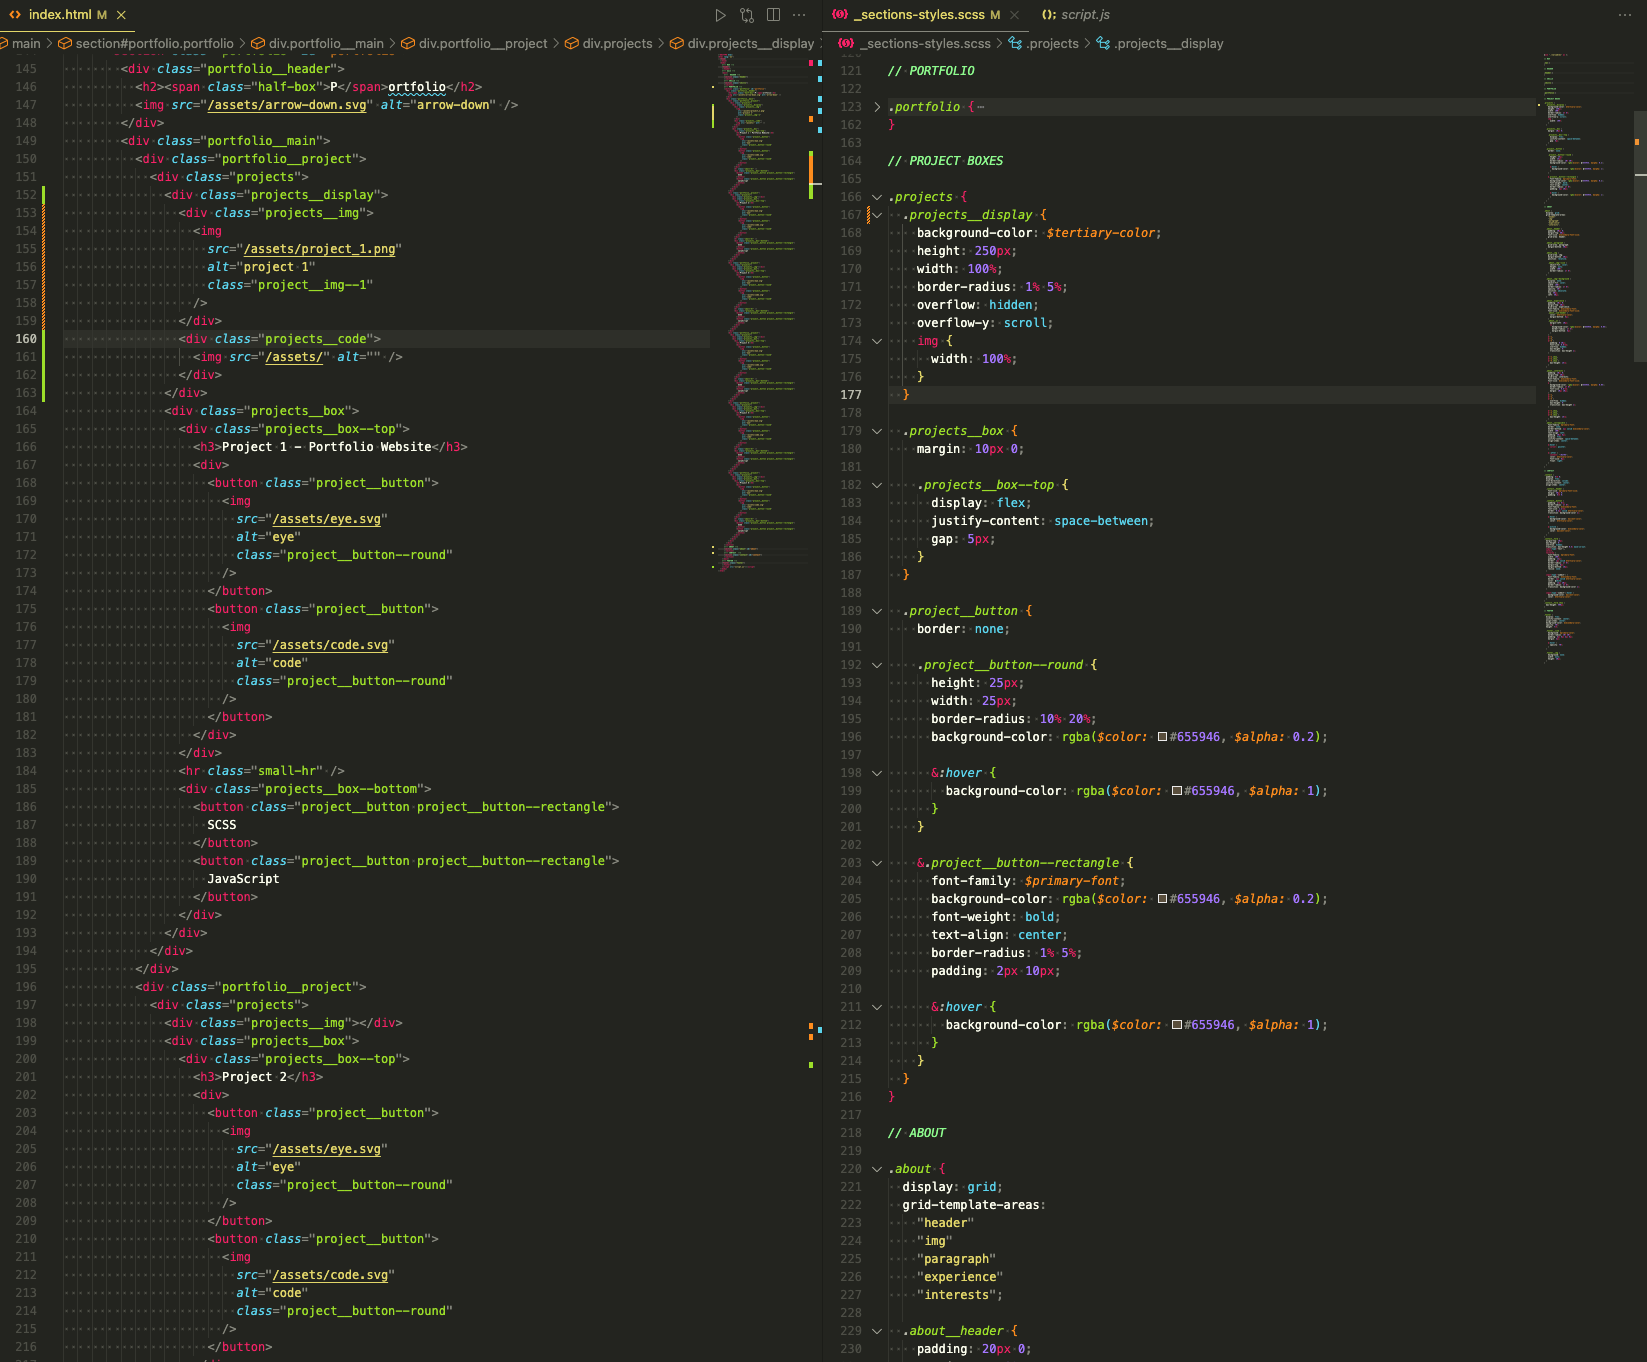 index.html M
main > section#portfolio.portfolio > div.portfolio__main > div.portfolio__project > div.projects > div.projects__display
145 <div class="portfolio__header">
146 <h2><span class="half-box">P</span>ortfolio</h2>
147 <img src="/assets/arrow-down.svg" alt="arrow-down" />
148 </div>
149 <div class="portfolio__main">
150 <div class="portfolio__project">
151 <div class="projects">
152 <div class="projects__display">
153 <div class="projects__img">
154 <img
155 src="/assets/project_1.png"
156 alt="project 1"
157 class="project__img--1"
158 />
159 </div>
160 <div class="projects__code">
161 <img src="/assets/" alt="" />
162 </div>
163 </div>
164 <div class="projects__box">
165 <div class="projects__box--top">
166 <h3>Project 1 - Portfolio Website</h3>
167 <div>
168 <button class="project__button">
169 <img
170 src="/assets/eye.svg"
171 alt="eye"
172 class="project__button--round"
173 />
174 </button>
175 <button class="project__button">
176 <img
177 src="/assets/code.svg"
178 alt="code"
179 class="project__button--round"
180 />
181 </button>
182 </div>
183 </div>
184 <hr class="small-hr" />
185 <div class="projects__box--bottom">
186 <button class="project__button project__button--rectangle">
187 SCSS
188 </button>
189 <button class="project__button project__button--rectangle">
190 JavaScript
191 </button>
192 </div>
193 </div>
194 </div>
195 </div>
196 <div class="portfolio__project">
197 <div class="projects">
198 <div class="projects__img"></div>
199 <div class="projects__box">
200 <div class="projects__box--top">
201 <h3>Project 2</h3>
202 <div>
203 <button class="project__button">
204 <img
205 src="/assets/eye.svg"
206 alt="eye"
207 class="project__button--round"
208 />
209 </button>
210 <button class="project__button">
211 <img
212 src="/assets/code.svg"
213 alt="code"
214 class="project__button--round"
215 />
216 </button>
_sections-styles.scss M script.js
_sections-styles.scss > .projects > .projects__display
121 // PORTFOLIO
122
123 .portfolio {
162 }
163
164 // PROJECT BOXES
165
166 .projects {
167 .projects__display {
168 background-color: $tertiary-color;
169 height: 250px;
170 width: 100%;
171 border-radius: 1% 5%;
172 overflow: hidden;
173 overflow-y: scroll;
174 img {
175 width: 100%;
176 }
177 }
178
179 .projects__box {
180 margin: 10px 0;
181
182 .projects__box--top {
183 display: flex;
184 justify-content: space-between;
185 gap: 5px;
186 }
187 }
188
189 .project__button {
190 border: none;
191
192 .project__button--round {
193 height: 25px;
194 width: 25px;
195 border-radius: 10% 20%;
196 background-color: rgba($color: #655946, $alpha: 0.2);
197
198 &:hover {
199 background-color: rgba($color: #655946, $alpha: 1);
200 }
201 }
202
203 &.project__button--rectangle {
204 font-family: $primary-font;
205 background-color: rgba($color: #655946, $alpha: 0.2);
206 font-weight: bold;
207 text-align: center;
208 border-radius: 1% 5%;
209 padding: 2px 10px;
210
211 &:hover {
212 background-color: rgba($color: #655946, $alpha: 1);
213 }
214 }
215 }
216 }
217
218 // ABOUT
219
220 .about {
221 display: grid;
222 grid-template-areas:
223 "header"
224 "img"
225 "paragraph"
226 "experience"
227 "interests";
228
229 .about__header {
230 padding: 20px 0;